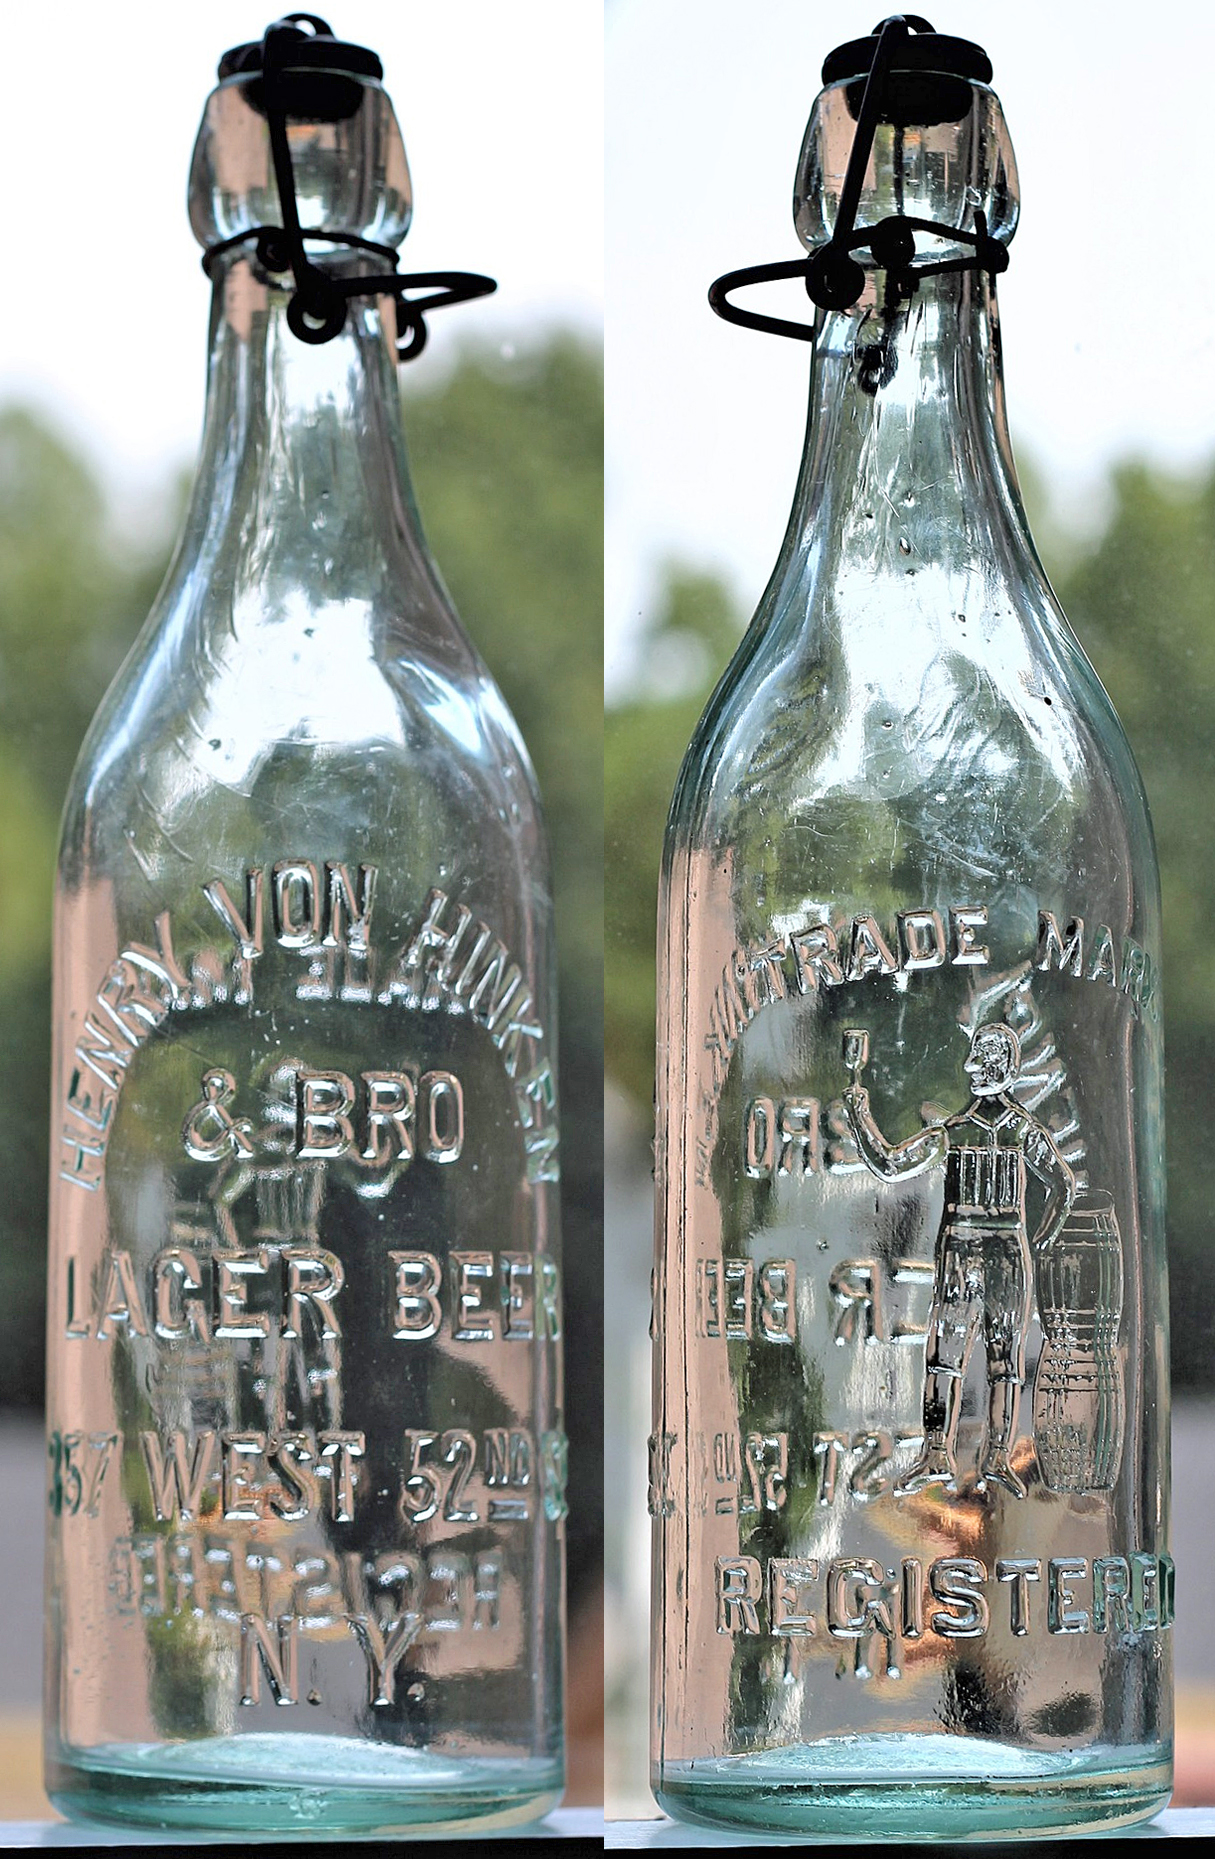 HENRY VON HINKEN
& BRO
LAGER BEER
357 WEST 52ND S
N.Y.
TRADE MARK
REGISTERED